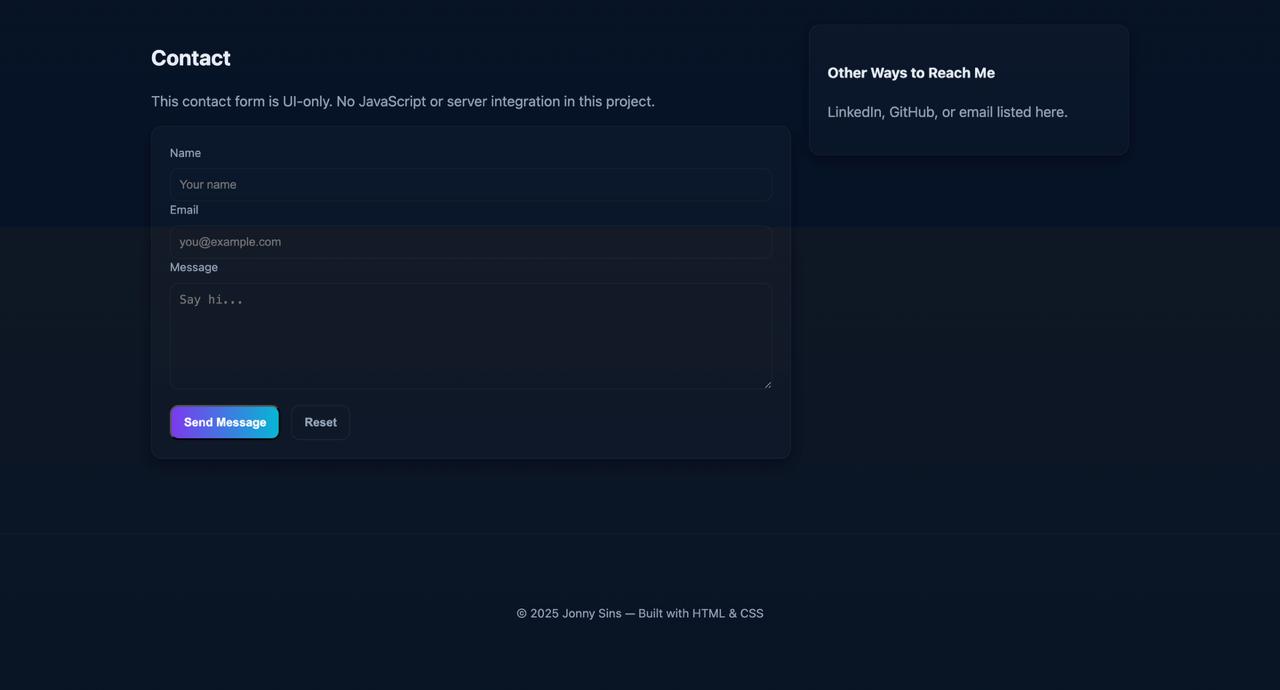 Contact
This contact form is UI-only. No JavaScript or server integration in this project.
Name
Your name
Email
you@example.com
Message
Say hi...
Send Message
Reset
Other Ways to Reach Me
LinkedIn, GitHub, or email listed here.
© 2025 Jonny Sins — Built with HTML & CSS